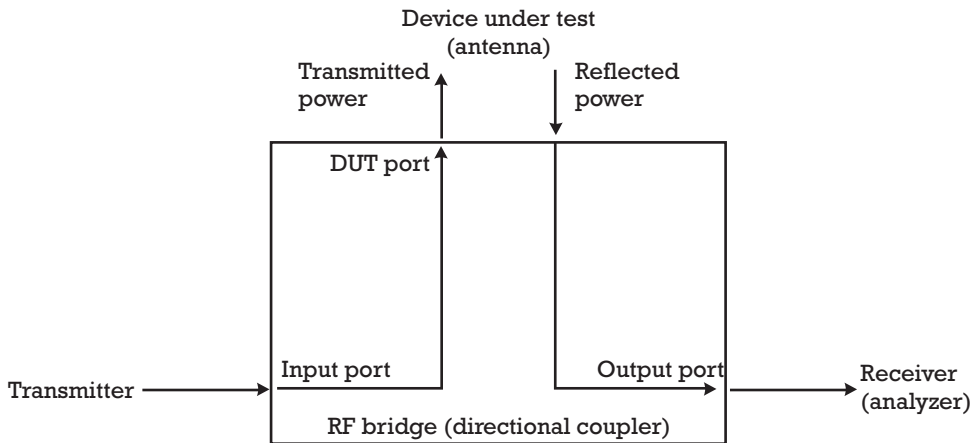 Device under test
(antenna)
Transmitted
power
Reflected
power
DUT port
Input port
Output port
Transmitter
Receiver
(analyzer)
RF bridge (directional coupler)